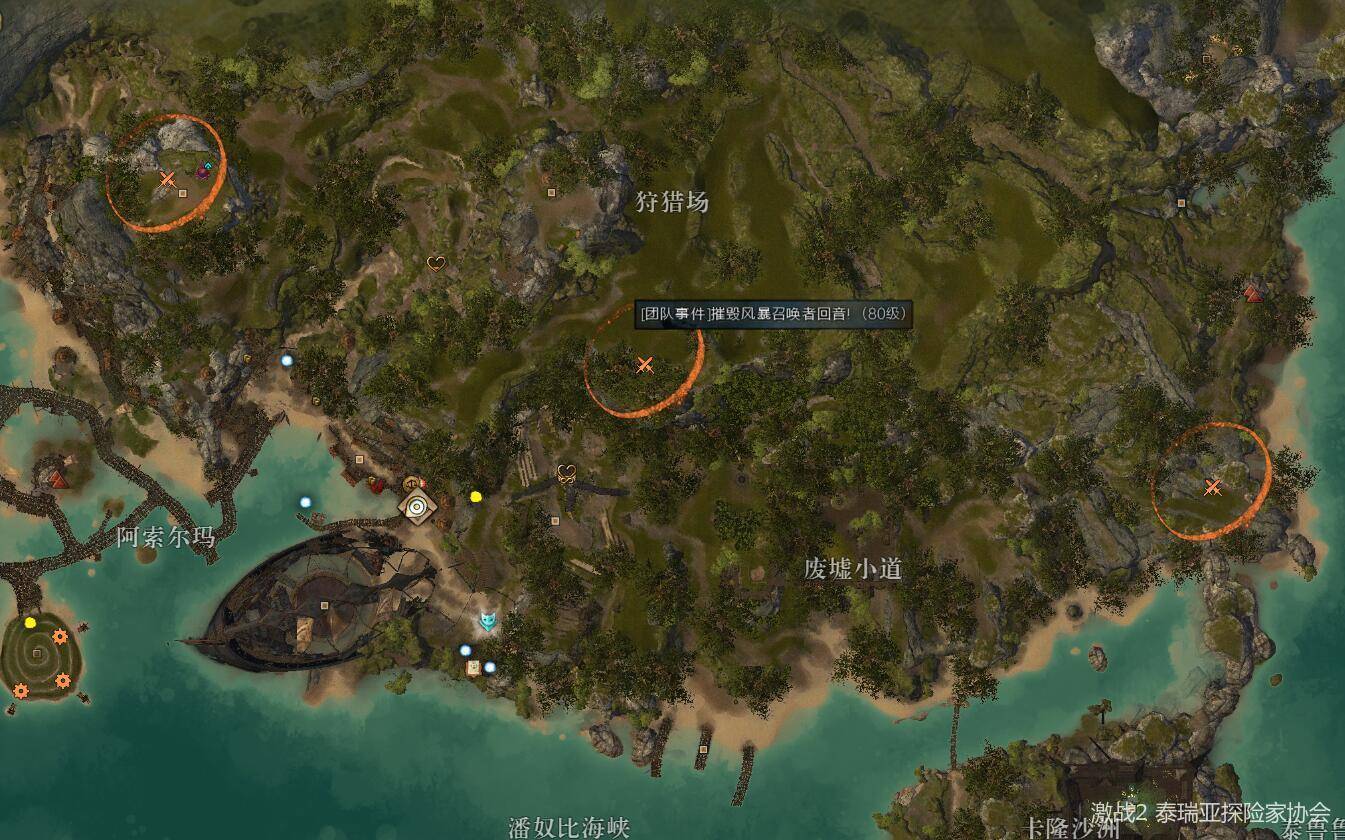 狩猎场
[团队事件]摧毁风暴召唤者回音!（80级）
阿索尔玛
废墟小道
潘奴比海峡
卡隆沙洲
激战2 泰瑞亚探险家协会